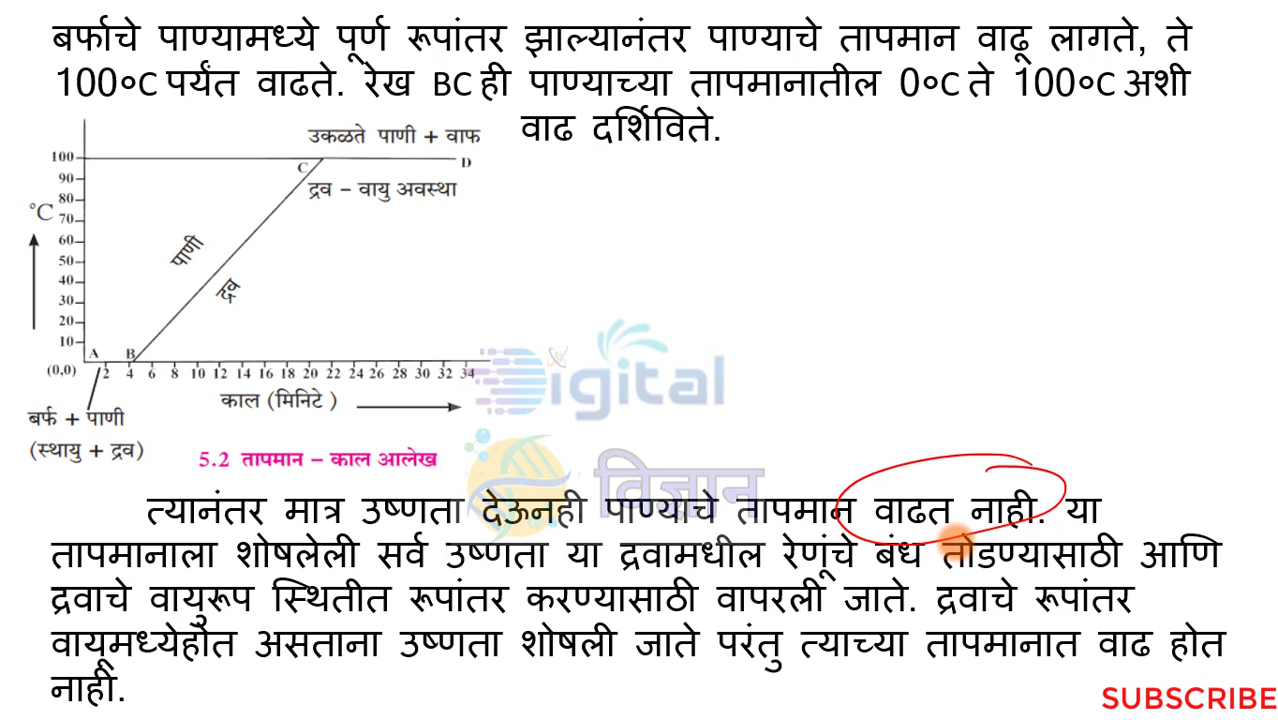 बर्फाचे पाण्यामध्ये पूर्ण रूपांतर झाल्यानंतर पाण्याचे तापमान वाढू लागते, ते
100०C पर्यंत वाढते. रेख BC ही पाण्याच्या तापमानातील 0०C ते 100०C अशी
वाढ दर्शिविते.
उकळते पाणी + वाफ
100
C
D
90
द्रव – वायु अवस्था
80
°C
70
60
पाणी
50
40
द्रव
30
20
10
A
B
(0,0)
2 4 6 8 10 12 14 16 18 20 22 24 26 28 30 32 34
काल (मिनिटे )
बर्फ + पाणी
(स्थायु + द्रव)
5.2 तापमान – काल आलेख
Digital
विज्ञान
त्यानंतर मात्र उष्णता देऊनही पाण्याचे तापमान वाढत नाही. या
तापमानाला शोषलेली सर्व उष्णता या द्रवामधील रेणूंचे बंध तोडण्यासाठी आणि
द्रवाचे वायुरूप स्थितीत रूपांतर करण्यासाठी वापरली जाते. द्रवाचे रूपांतर
वायूमध्येहोत असताना उष्णता शोषली जाते परंतु त्याच्या तापमानात वाढ होत
नाही.
SUBSCRIBE